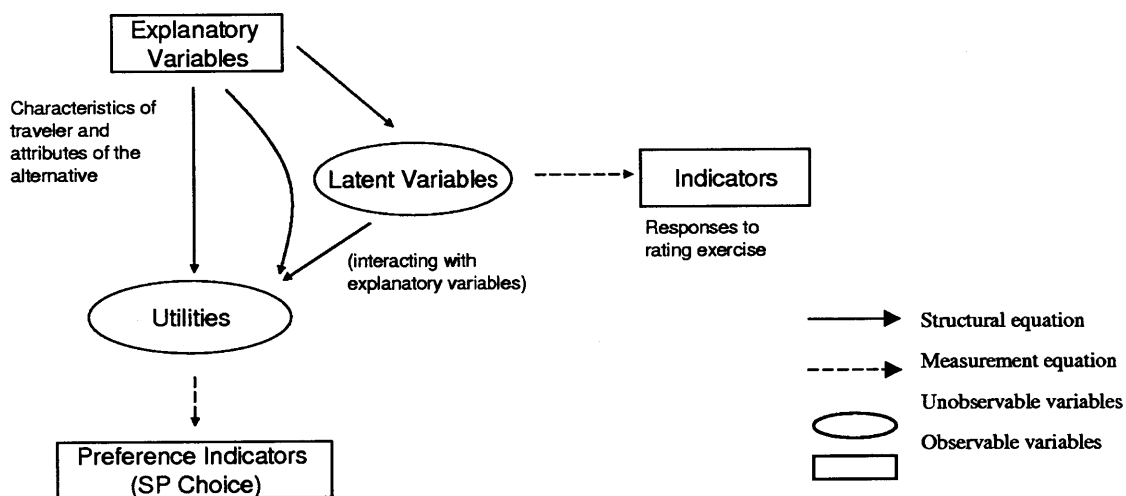 Explanatory
Variables
Characteristics of
traveler and
attributes of the
alternative
Latent Variables
Indicators
Responses to
rating exercise
(interacting with
explanatory variables)
Utilities
Preference Indicators
(SP Choice)
Structural equation
Measurement equation
Unobservable variables
Observable variables